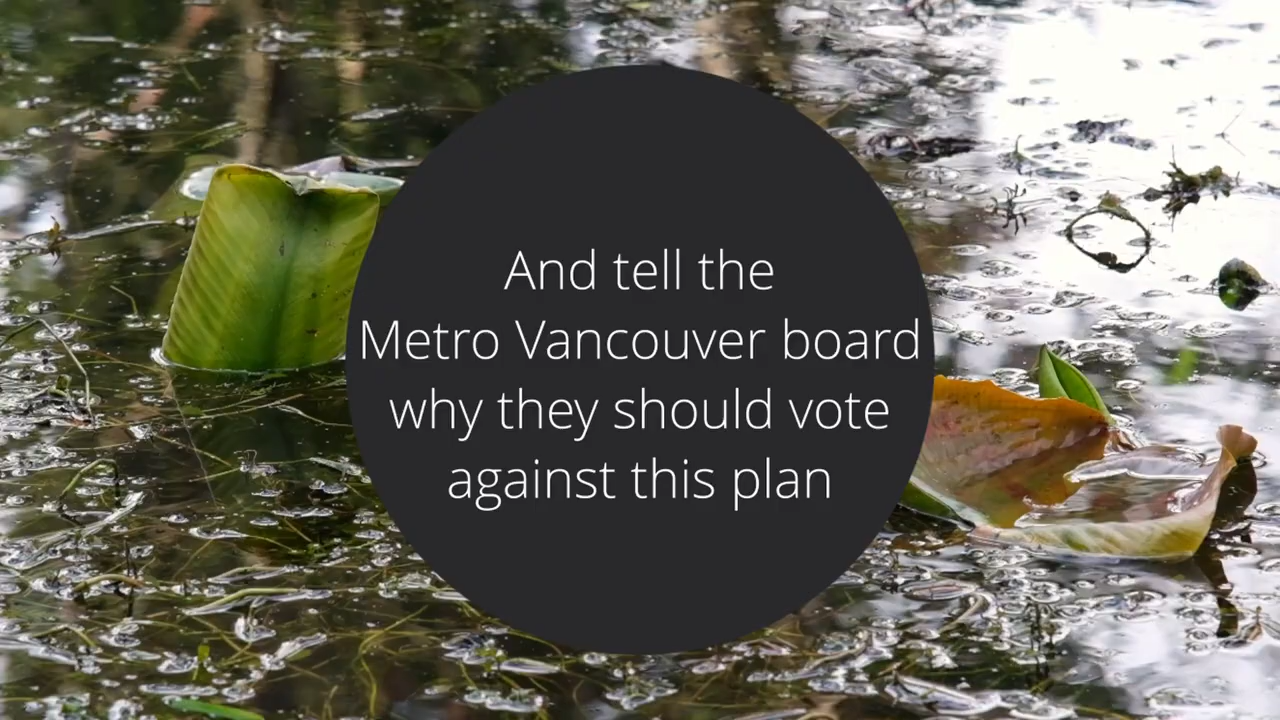 And tell the
Metro Vancouver board
why they should vote
against this plan